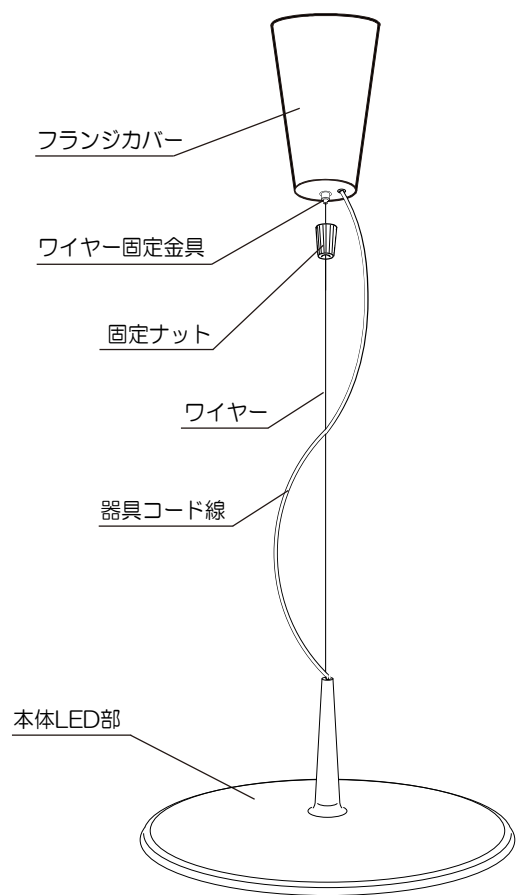 フランジカバー
ワイヤー固定金具
固定ナット
ワイヤー
器具コード線
本体LED部